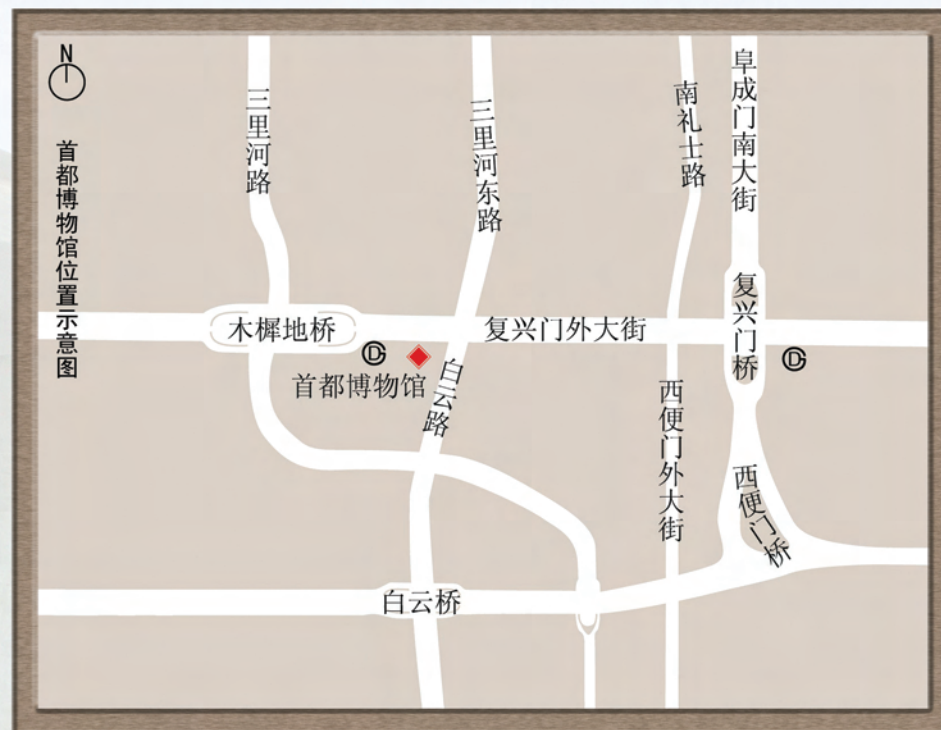 N
首都博物馆位置示意图
三里河路
三里河东路
南礼士路
阜成门南大街
木樨地桥
复兴门外大街
复兴门桥
首都博物馆
白云路
西便门外大街
西便门桥
白云桥